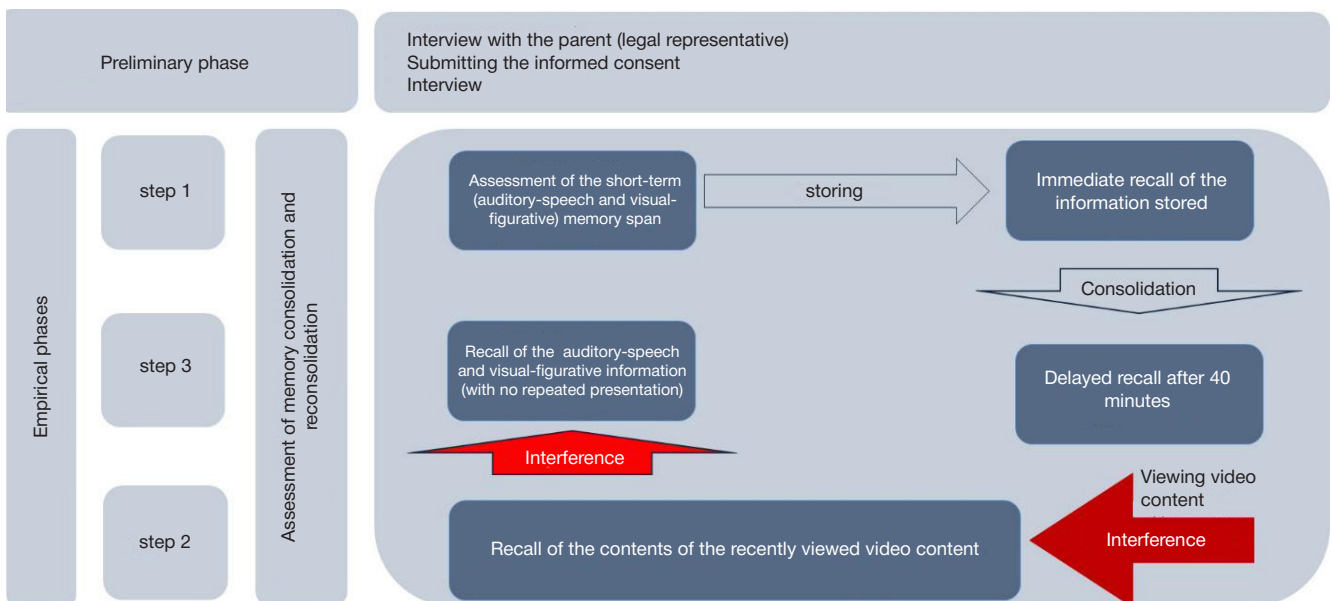 Preliminary phase
Interview with the parent (legal representative)
Submitting the informed consent
Interview
Empirical phases
step 1
step 3
step 2
Assessment of memory consolidation and
reconsolidation
Assessment of the short-term
(auditory-speech and visual-
figurative) memory span
storing
Immediate recall of the
information stored
Consolidation
Recall of the auditory-speech
and visual-figurative information
(with no repeated presentation)
Delayed recall after 40
minutes
Interference
Viewing video
content
Interference
Recall of the contents of the recently viewed video content